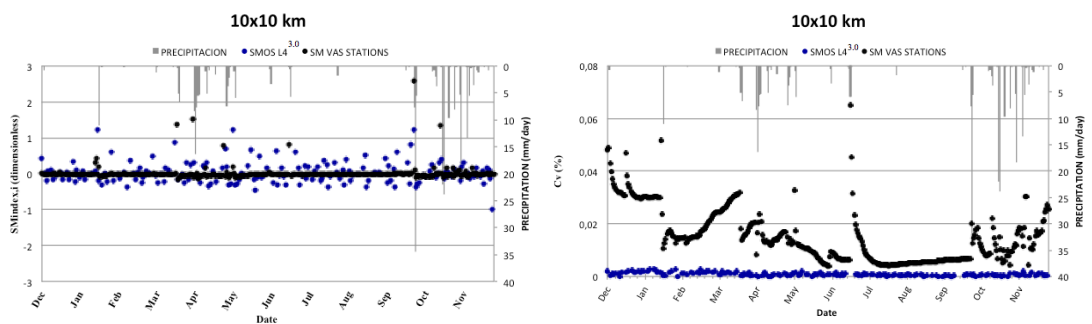 10x10 km
PRECIPITACION SMOS L4 3.0 SM VAS STATIONS
SMindex,i (dimensionless)
3
2
1
0
-1
-2
-3
0
5
10
15
20
25
30
35
40
PRECIPITATION (mm/day)
Dec Jan Feb Mar Apr May Jun Jul Aug Sep Oct Nov
Date
10x10 km
PRECIPITACION SMOS L4 3.0 SM VAS STATIONS
Cv (%)
0,08
0,06
0,04
0,02
0
0
5
10
15
20
25
30
35
40
PRECIPITATION (mm/day)
Dec Jan Feb Mar Apr May Jun Jul Aug Sep Oct Nov
Date